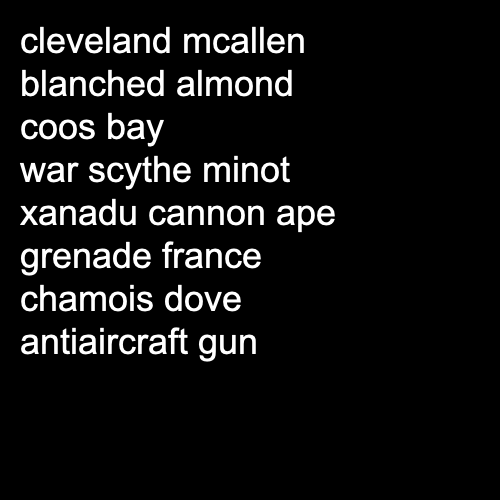 cleveland mcallen
blanched almond
coos bay
war scythe minot
xanadu cannon ape
grenade france
chamois dove
antiaircraft gun